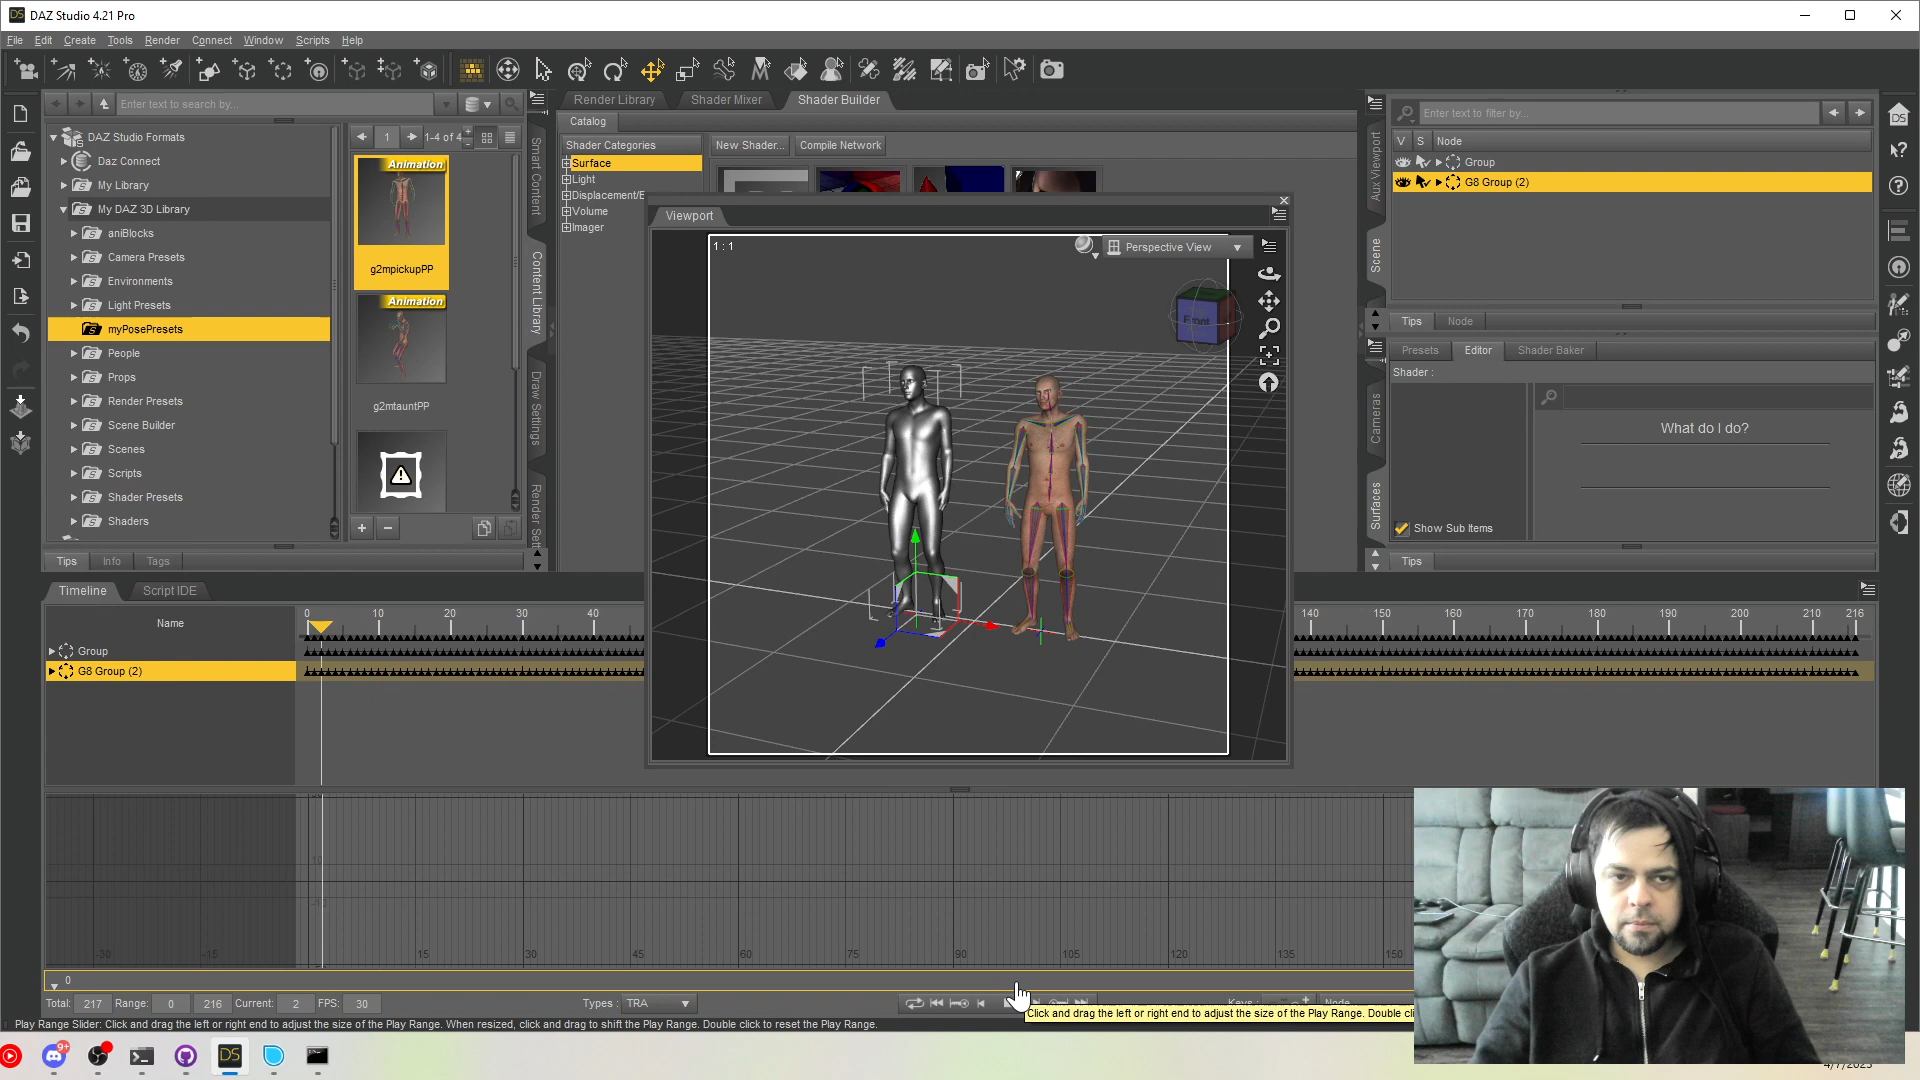 DAZ Studio 4.21 Pro
File Edit Create Tools Render Connect Window Scripts Help
Enter text to search by...
DAZ Studio Formats
Daz Connect
My Library
My DAZ 3D Library
aniBlocks
Camera Presets
Environments
Light Presets
myPosePresets
People
Props
Render Presets
Scene Builder
Scenes
Scripts
Shader Presets
Shaders
1
1-4 of 4
Animation
g2mpickupPP
Animation
g2mtauntPP
Smart Content
Content Library
Draw Settings
Render Sett
Tips Info Tags
Render Library Shader Mixer Shader Builder
Catalog
Shader Categories
Surface
Light
Displacement/E
Volume
Imager
New Shader... Compile Network
Viewport
1 : 1
Perspective View
Front
Aux Viewport
Scene
Cameras
Surfaces
Enter text to filter by...
V S Node
Group
G8 Group (2)
Tips Node
Presets Editor Shader Baker
Shader :
What do I do?
Show Sub Items
Tips
Timeline Script IDE
Name
0 10 20 30 40 140 150 160 170 180 190 200 210 216
Group
G8 Group (2)
-30 -15 15 30 45 60 75 90 105 120 135 150
0
Total: 217 Range: 0 216 Current: 2 FPS: 30 Types : TRA Keys : Node
Click and drag the left or right end to adjust the size of the Play Range. Double cli
Play Range Slider: Click and drag the left or right end to adjust the size of the Play Range. When resized, click and drag to shift the Play Range. Double click to reset the Play Range.
9+
DS
4/7/2023